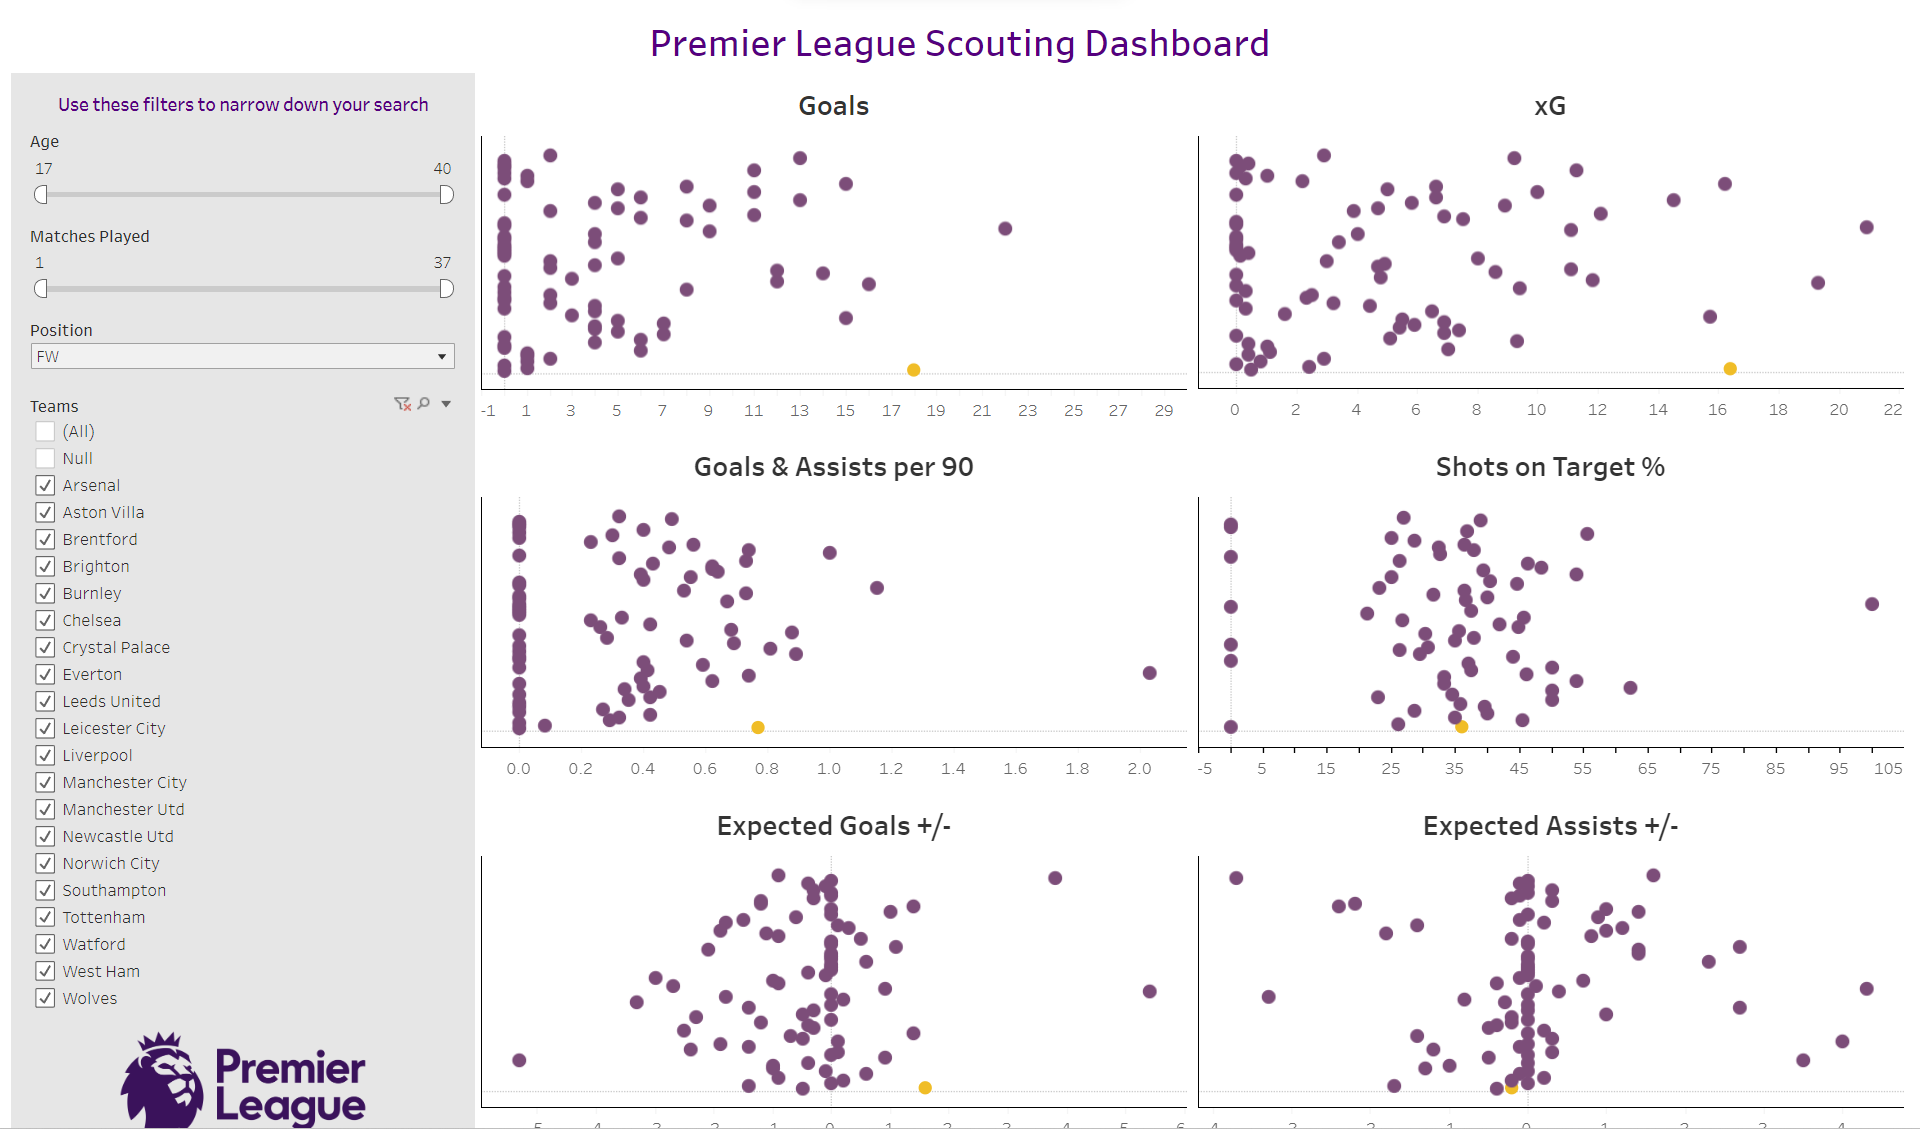 Premier League Scouting Dashboard
Use these filters to narrow down your search
Age
17 40
Matches Played
1 37
Position
FW
Teams
(All)
Null
Arsenal
Aston Villa
Brentford
Brighton
Burnley
Chelsea
Crystal Palace
Everton
Leeds United
Leicester City
Liverpool
Manchester City
Manchester Utd
Newcastle Utd
Norwich City
Southampton
Tottenham
Watford
West Ham
Wolves
Premier
League
Goals
-1 1 3 5 7 9 11 13 15 17 19 21 23 25 27 29
xG
0 2 4 6 8 10 12 14 16 18 20 22
Goals & Assists per 90
0.0 0.2 0.4 0.6 0.8 1.0 1.2 1.4 1.6 1.8 2.0
Shots on Target %
-5 5 15 25 35 45 55 65 75 85 95 105
Expected Goals +/-
Expected Assists +/-